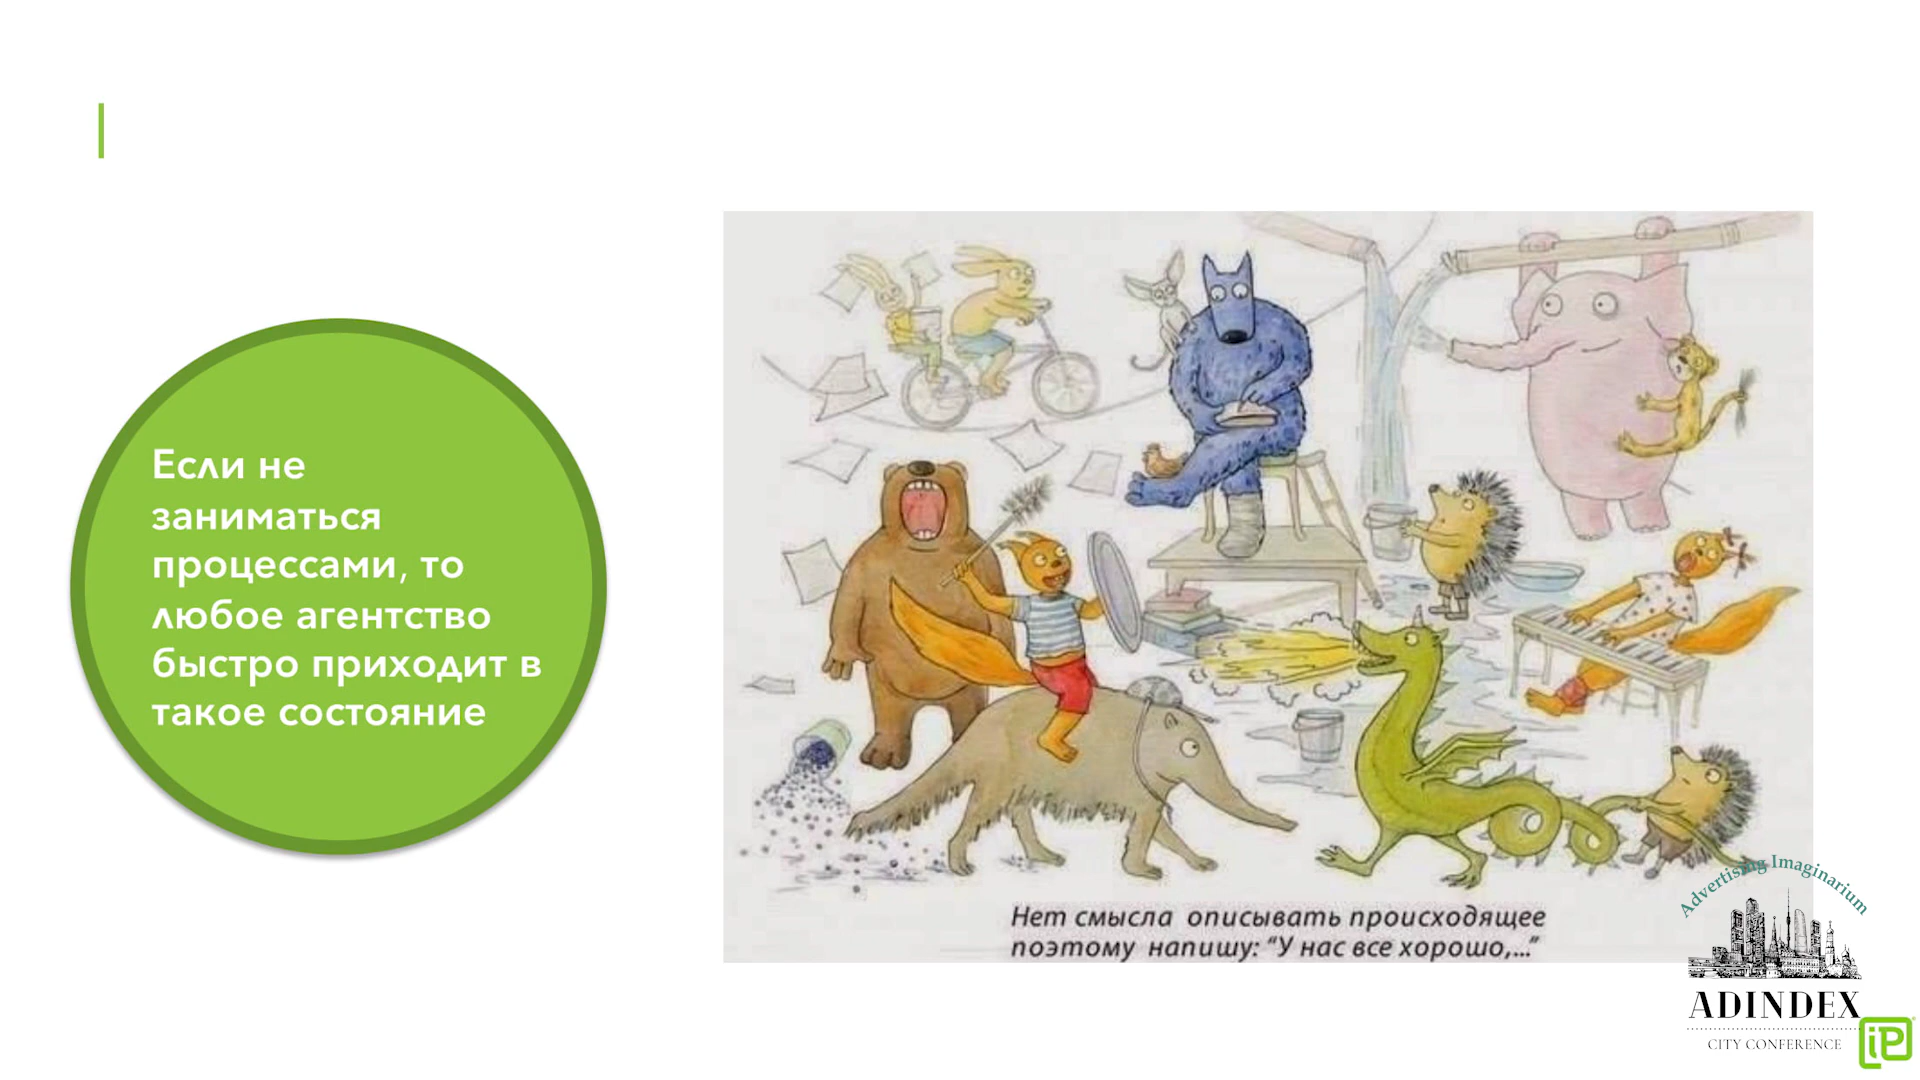 Если не
заниматься
процессами, то
любое агентство
быстро приходит в
такое состояние
Нет смысла описывать происходящее
поэтому напишу: “У нас все хорошо,...”
Advertising Imaginarium
ADINDEX
CITY CONFERENCE
iP